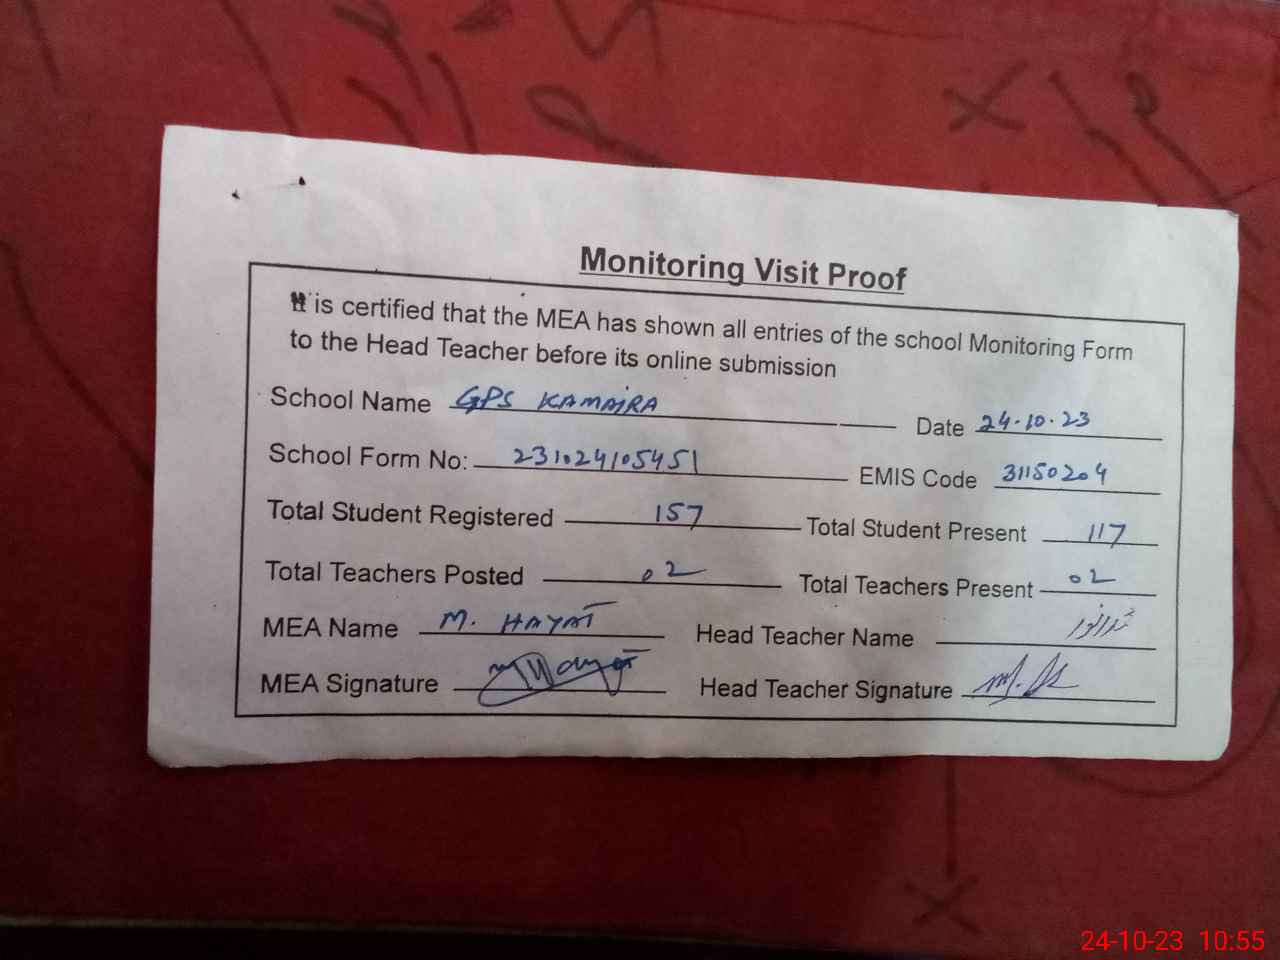 Monitoring Visit Proof
It is certified that the MEA has shown all entries of the school Monitoring Form
to the Head Teacher before its online submission
School Name GPS KAMAIRA Date 24.10.23
School Form No: 231024105451 EMIS Code 31150204
Total Student Registered 157 Total Student Present 117
Total Teachers Posted 02 Total Teachers Present 02
MEA Name M. HAYAT Head Teacher Name
MEA Signature Head Teacher Signature
24-10-23 10:55